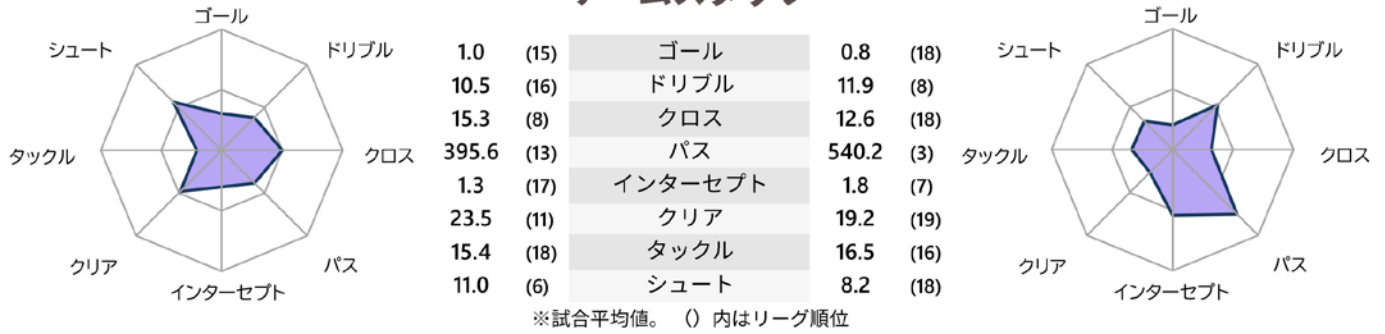 ゴール
シュート
ドリブル
タックル
クロス
クリア
パス
インターセプト
1.0 (15) ゴール 0.8 (18)
10.5 (16) ドリブル 11.9 (8)
15.3 (8) クロス 12.6 (18)
395.6 (13) パス 540.2 (3)
1.3 (17) インターセプト 1.8 (7)
23.5 (11) クリア 19.2 (19)
15.4 (18) タックル 16.5 (16)
11.0 (6) シュート 8.2 (18)
※試合平均値。 （）内はリーグ順位
ゴール
シュート
ドリブル
タックル
クロス
クリア
パス
インターセプト